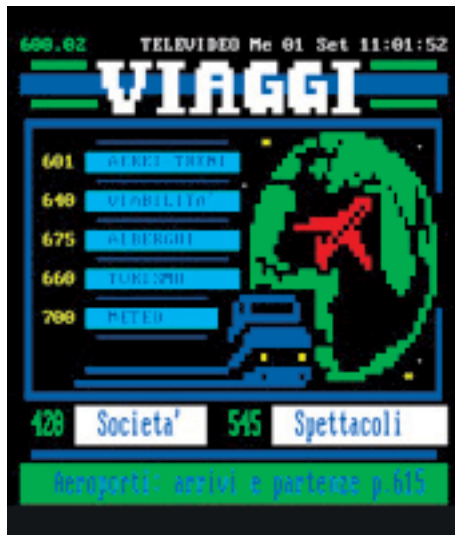 600.02 TELEVIDEO Me 01 Set 11:01:52
VIAGGI
601 AEREI TRENI
640 VIABILITA'
675 ALBERGHI
660 TURISMO
700 METEO
420 Societa' 545 Spettacoli
Aeroporti: arrivi e partenze p.615